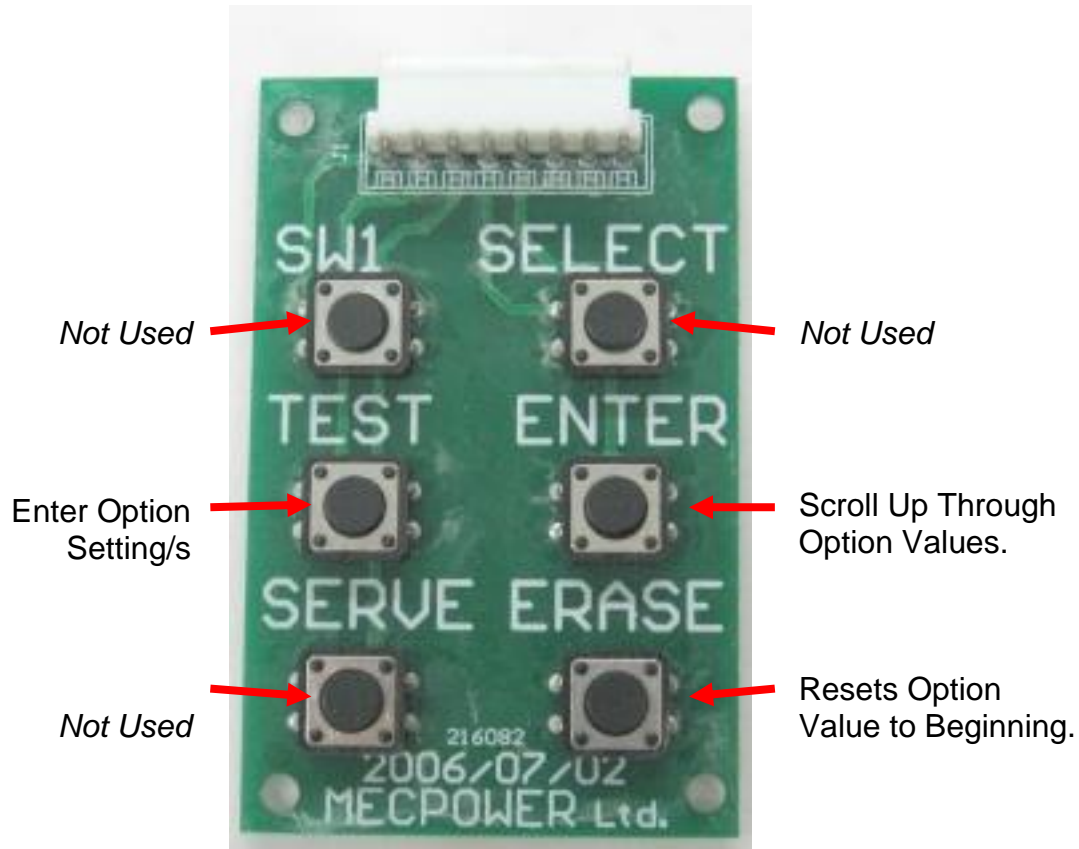 SW1 SELECT
Not Used
Not Used
TEST ENTER
Enter Option
Setting/s
Scroll Up Through
Option Values.
SERVE ERASE
Not Used
Resets Option
Value to Beginning.
216082
2006/07/02
MECPOWER Ltd.